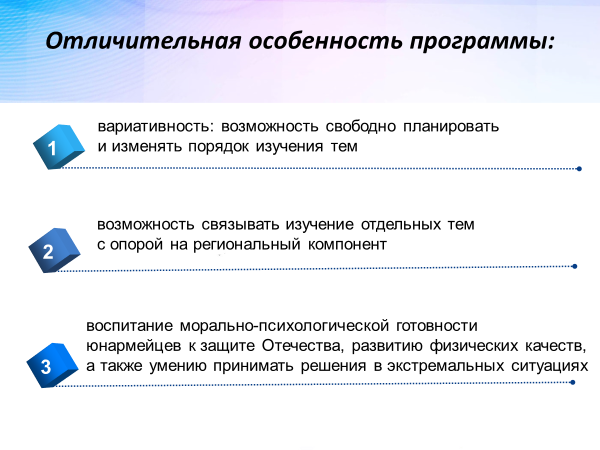 Отличительная особенность программы:
1
вариативность: возможность свободно планировать
и изменять порядок изучения тем
2
возможность связывать изучение отдельных тем
с опорой на региональный компонент
3
воспитание морально-психологической готовности
юнармейцев к защите Отечества, развитию физических качеств,
а также умению принимать решения в экстремальных ситуациях